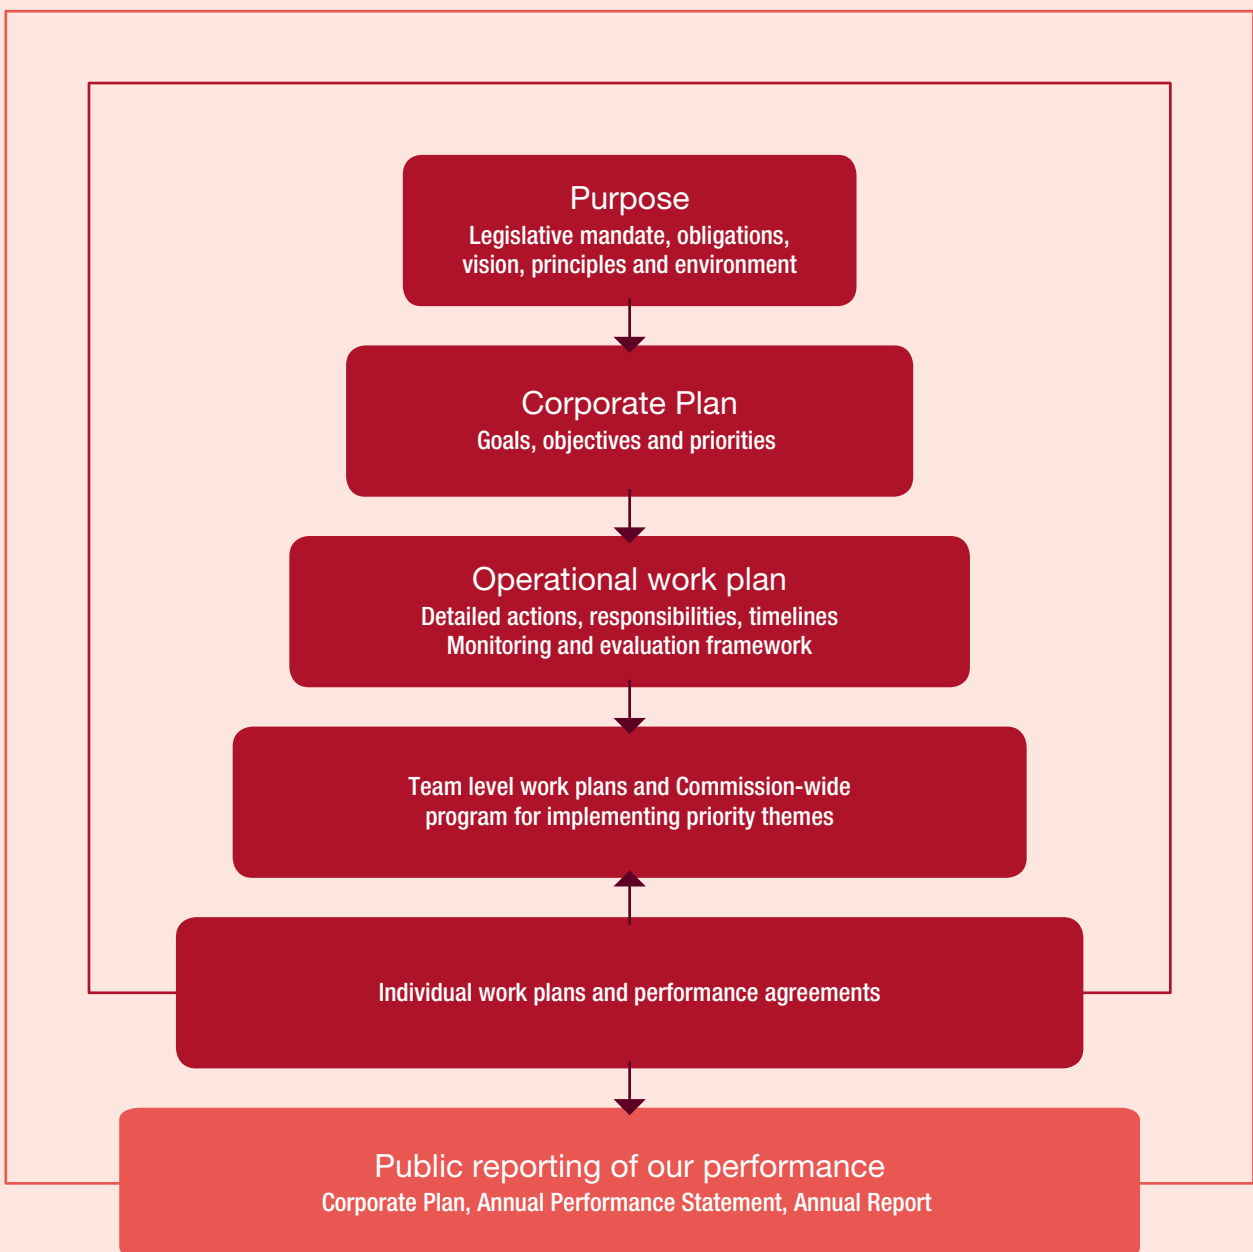 Purpose
Legislative mandate, obligations,
vision, principles and environment
Corporate Plan
Goals, objectives and priorities
Operational work plan
Detailed actions, responsibilities, timelines
Monitoring and evaluation framework
Team level work plans and Commission-wide
program for implementing priority themes
Individual work plans and performance agreements
Public reporting of our performance
Corporate Plan, Annual Performance Statement, Annual Report